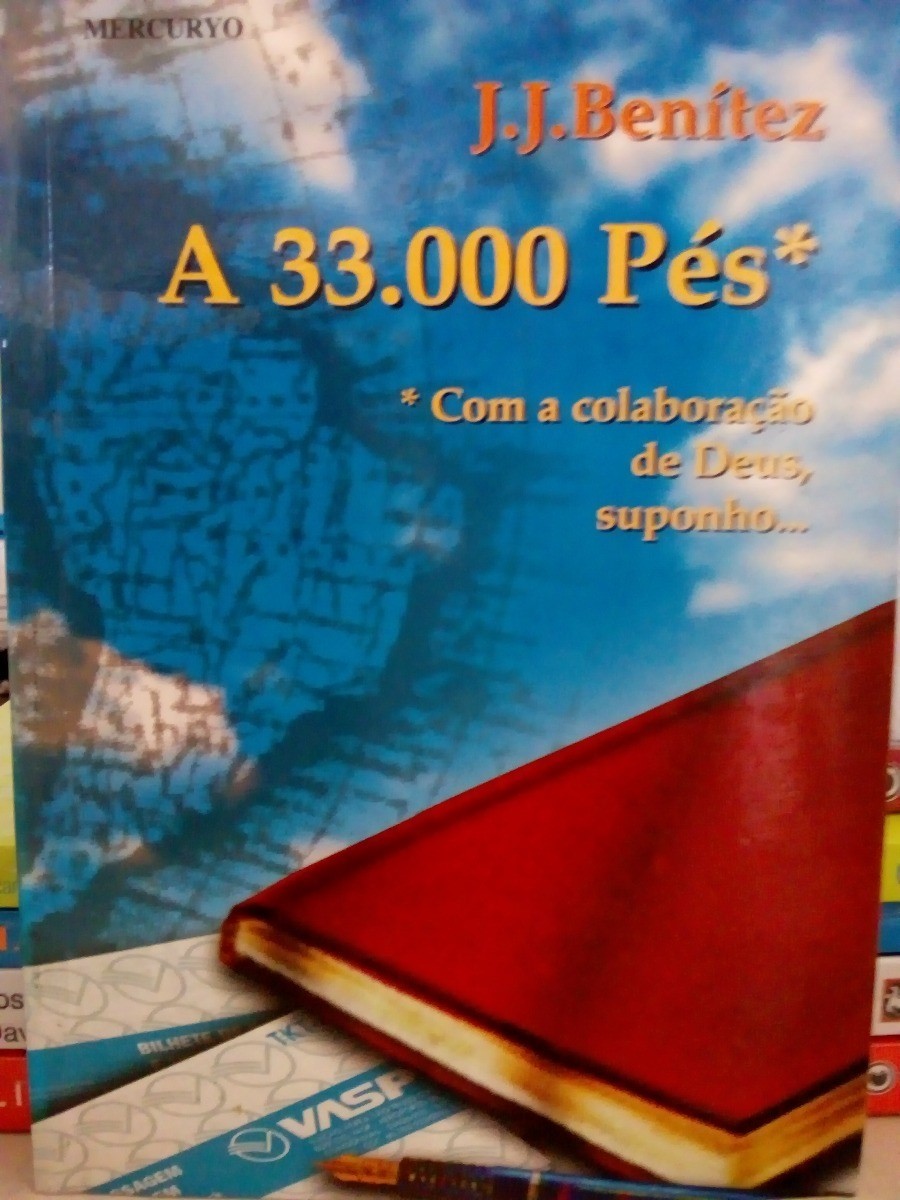 MERCURYO
J.J.Benítez
A 33.000 Pés*
* Com a colaboração
de Deus,
suponho...
BILHETE
VASP